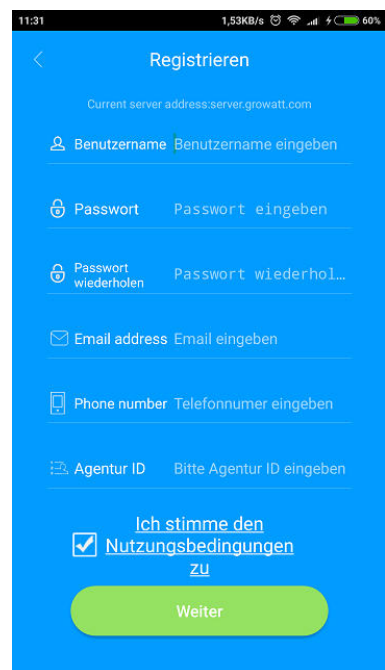 11:31 1,53KB/s 60%
Registrieren
Current server address:server.growatt.com
Benutzername Benutzername eingeben
Passwort Passwort eingeben
Passwort
wiederholen Passwort wiederhol...
Email address Email eingeben
Phone number Telefonnumer eingeben
Agentur ID Bitte Agentur ID eingeben
Ich stimme den
Nutzungsbedingungen
zu
Weiter